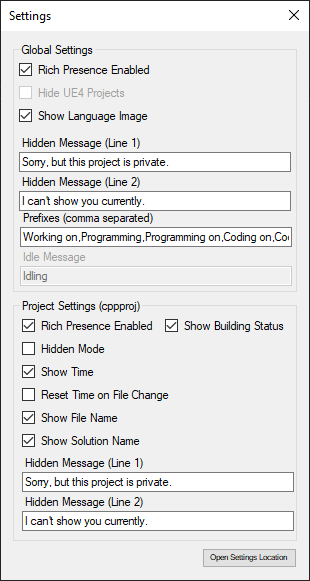 Settings
Global Settings
Rich Presence Enabled
Hide UE4 Projects
Show Language Image
Hidden Message (Line 1)
Sorry, but this project is private.
Hidden Message (Line 2)
I can't show you currently.
Prefixes (comma separated)
Working on,Programming,Programming on,Coding on,Coo
Idle Message
Idling
Project Settings (cppproj)
Rich Presence Enabled Show Building Status
Hidden Mode
Show Time
Reset Time on File Change
Show File Name
Show Solution Name
Hidden Message (Line 1)
Sorry, but this project is private.
Hidden Message (Line 2)
I can't show you currently.
Open Settings Location